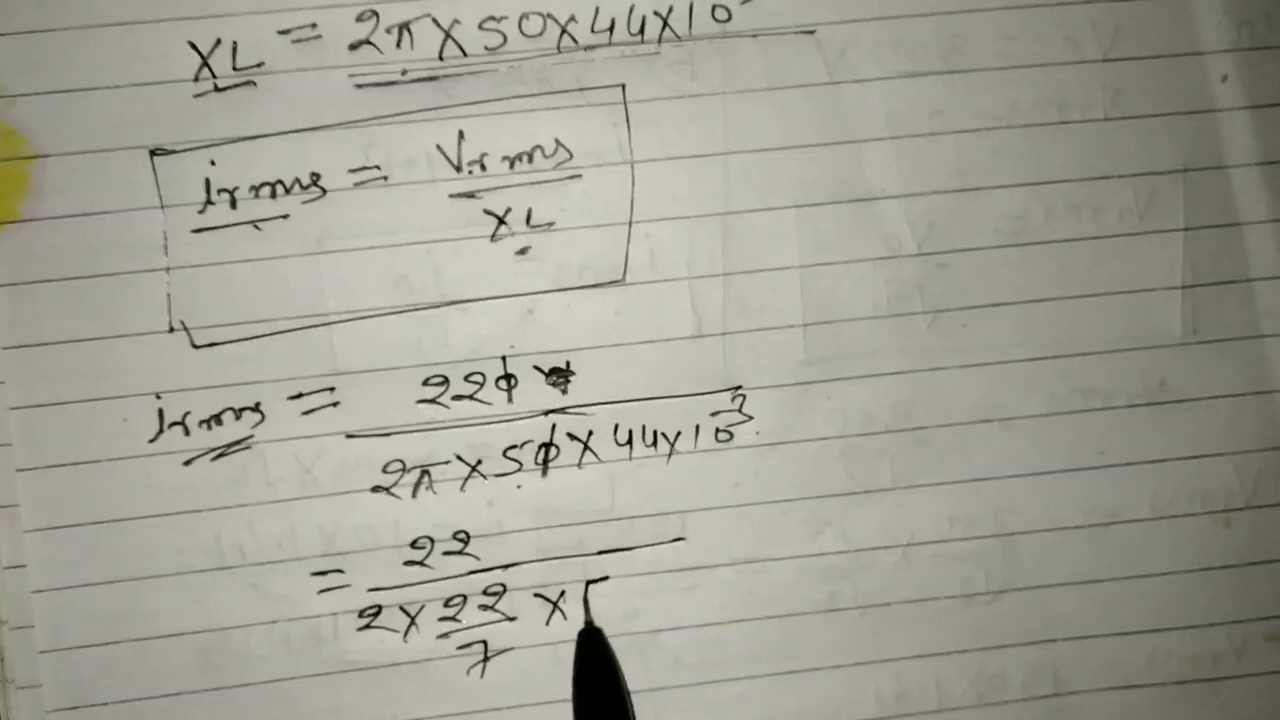 XL = 2π×50×44×10
irms = Vrms / XL
irms = 220 / 2π×50×44×10⁻³
= 22 / 2×22/7 ×5